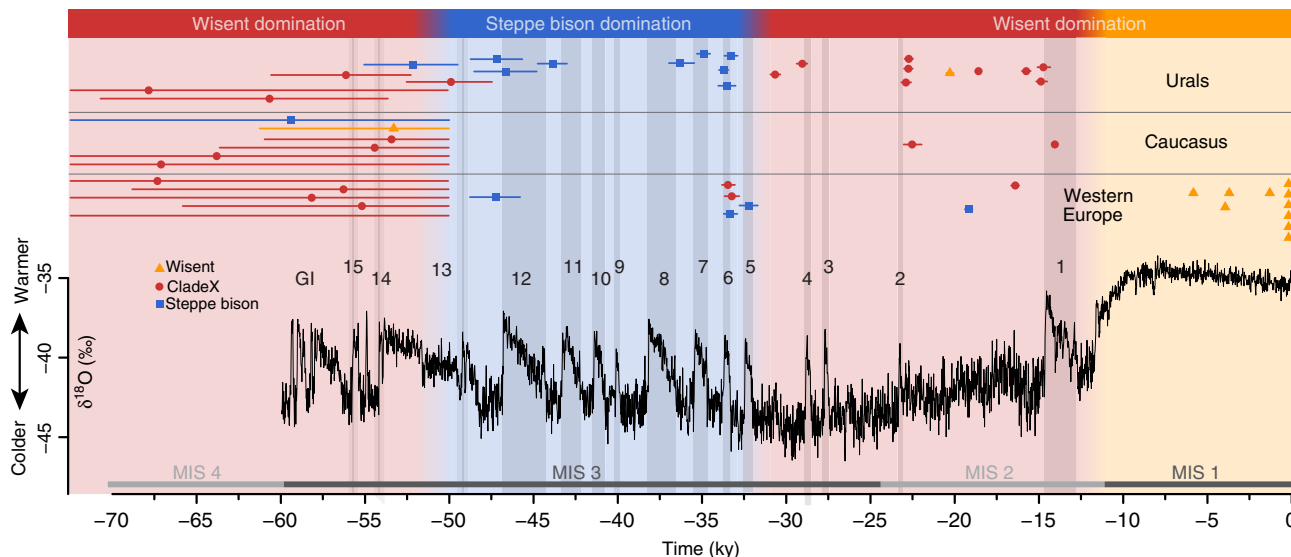 Wisent domination
Steppe bison domination
Wisent domination
Urals
Caucasus
Western
Europe
Wisent
CladeX
Steppe bison
GI
15
14
13
12
11
10
9
8
7
6
5
4
3
2
1
Warmer
Colder
δ18O (‰)
−35
−40
−45
MIS 4
MIS 3
MIS 2
MIS 1
−70
−65
−60
−55
−50
−45
−40
−35
−30
−25
−20
−15
−10
−5
0
Time (ky)